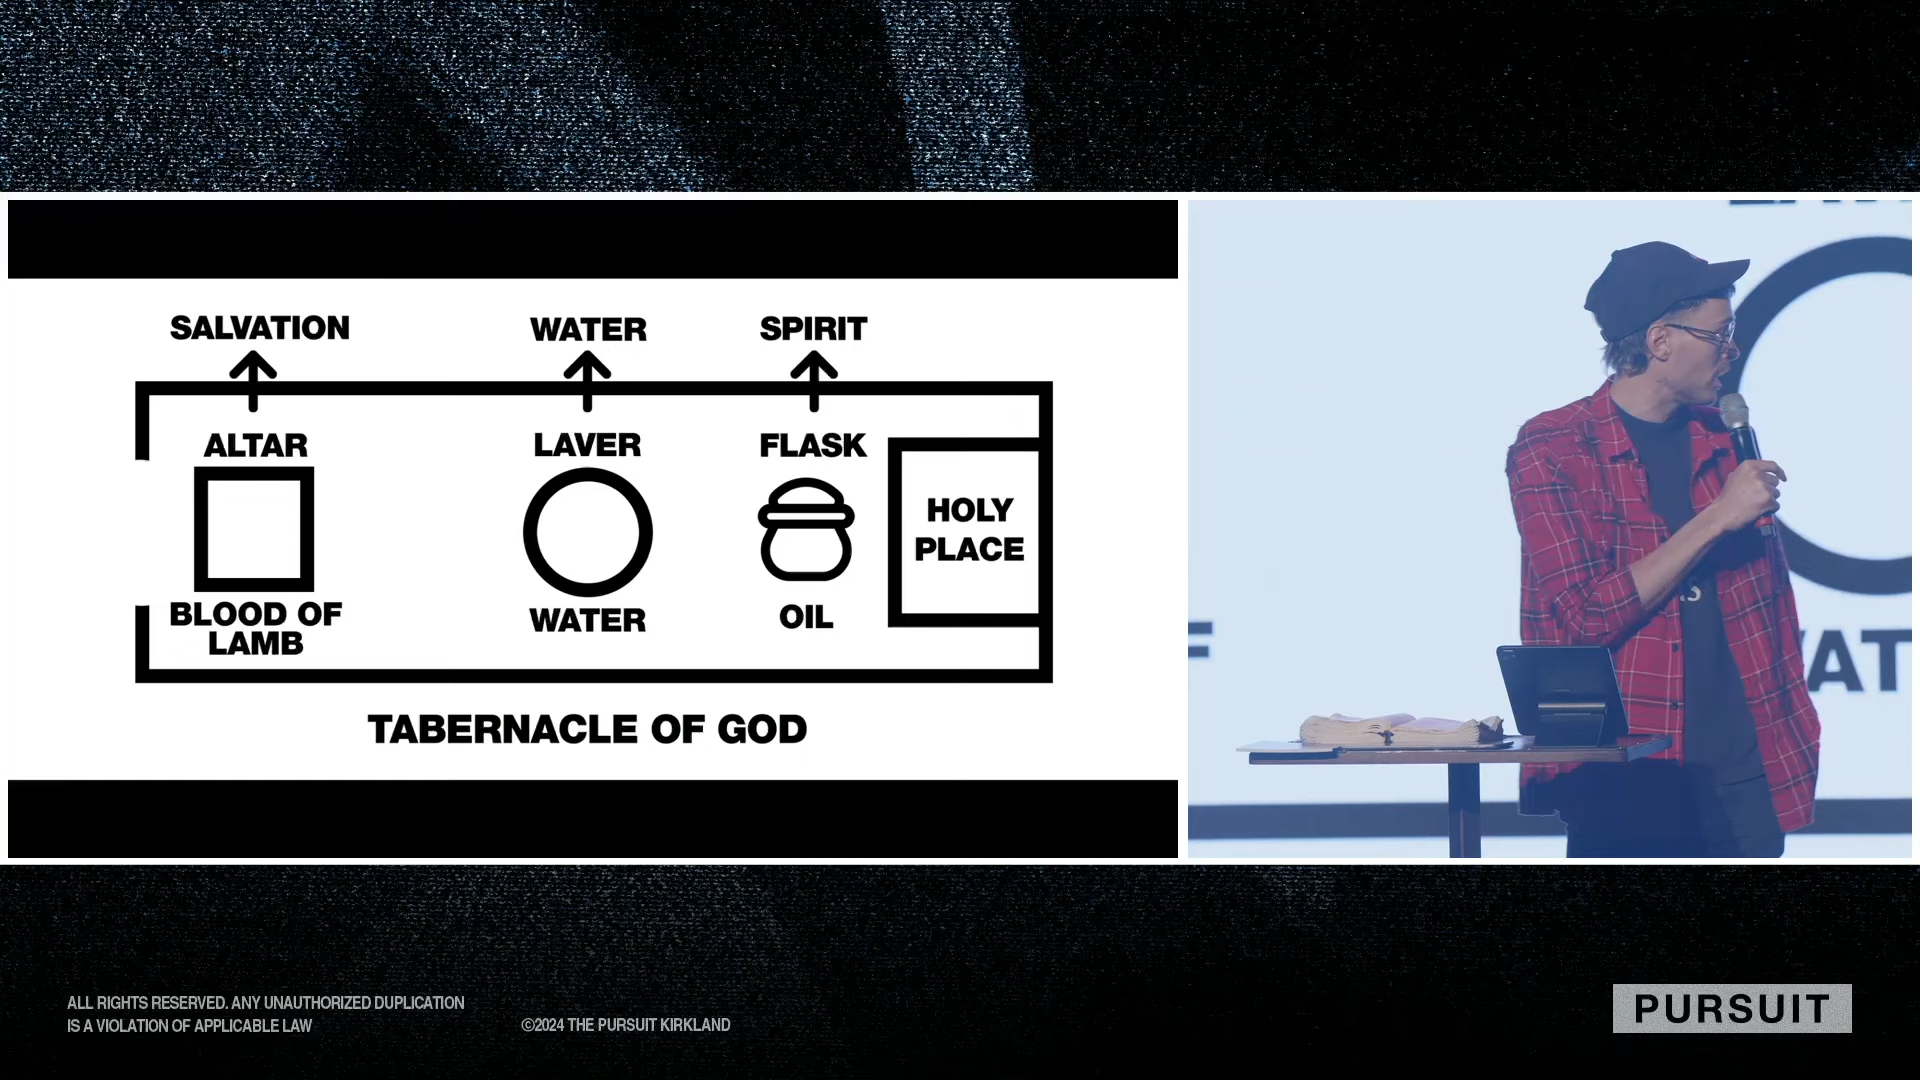 SALVATION
WATER
SPIRIT
ALTAR
LAVER
FLASK
HOLY
PLACE
BLOOD OF
LAMB
WATER
OIL
TABERNACLE OF GOD
ALL RIGHTS RESERVED. ANY UNAUTHORIZED DUPLICATION
IS A VIOLATION OF APPLICABLE LAW
©2024 THE PURSUIT KIRKLAND
PURSUIT